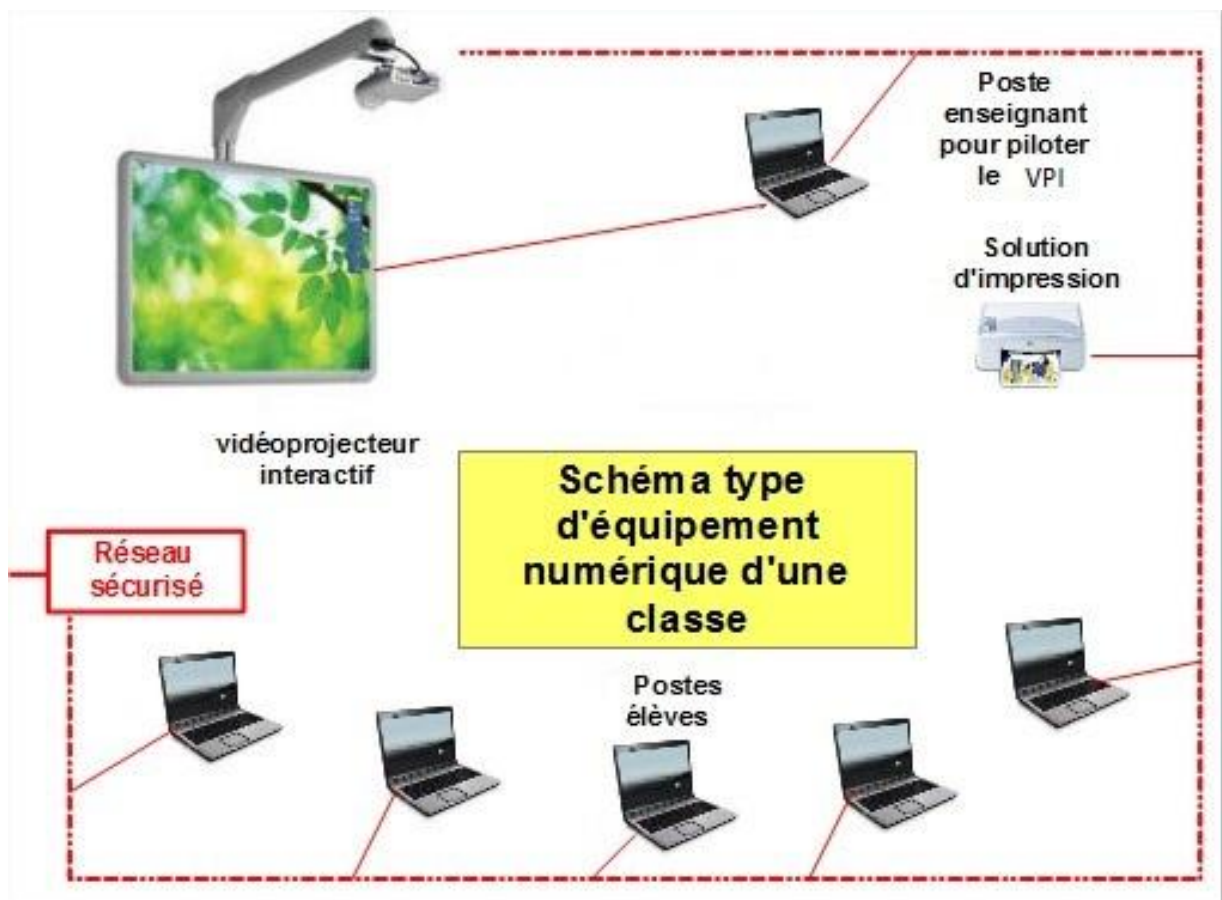 Poste
enseignant
pour piloter
le VPI
Solution
d'impression
vidéoprojecteur
interactif
Schéma type
d'équipement
numérique d'une
classe
Réseau
sécurisé
Postes
élèves